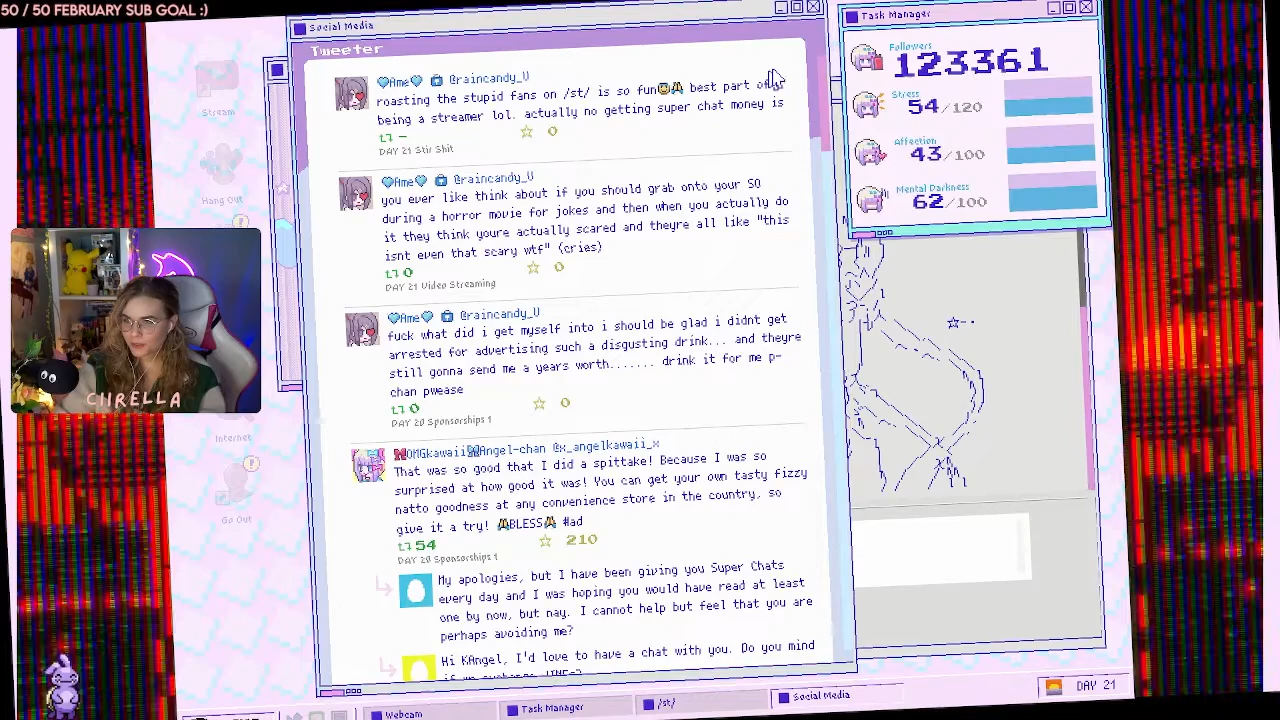 50 / 50 FEBRUARY SUB GOAL :)
Social Media
Tweeter
Ame @raincandy_U
roasting the stupid fans on /st/ is so fun best part of
being a streamer lol. actually no getting super chat money is
0
DAY 21 Stir Shit
Ame @raincandy_U
you ever like think about if you should grab onto your SO
during a horror movie for jokes and then when you actually do
it they think youre actually scared and theyre all like "this
isnt even that scary wtf" (cries)
0 0
DAY 21 Video Streaming
Ame @raincandy_U
fuck what did i get myself into i should be glad i didnt get
arrested for advertising such a disgusting drink... and theyre
still gonna send me a years worth....... drink it for me p-
chan pwease
0 0
DAY 20 Sponsorships 1
OMGkawaii Angel-chan @x_angelkawaii_x
That was so good that I did a spittake! Because I was so
surprised in how good it was! You can get your own tasty fizzy
natto goodness at any convenience store in the country, so
give it a try! BLESS #ad
54 210
DAY 20 Sponsorships 1
My apologies, but I have been giving you Super Chats
every day and I was hoping you would have read at least
one by now, but nay. I cannot help but feel that you are
perhaps avoiding me?
to have a chat with you. Do you mind
Task Manager
Followers
123361
Stress
54/120
Affection
43/100
Mental Darkness
62/100
Stream
Hang Out
Internet
Go Out
CIIRELLA
Webcam
Task Manager
/st/
Social Media
DAY 21